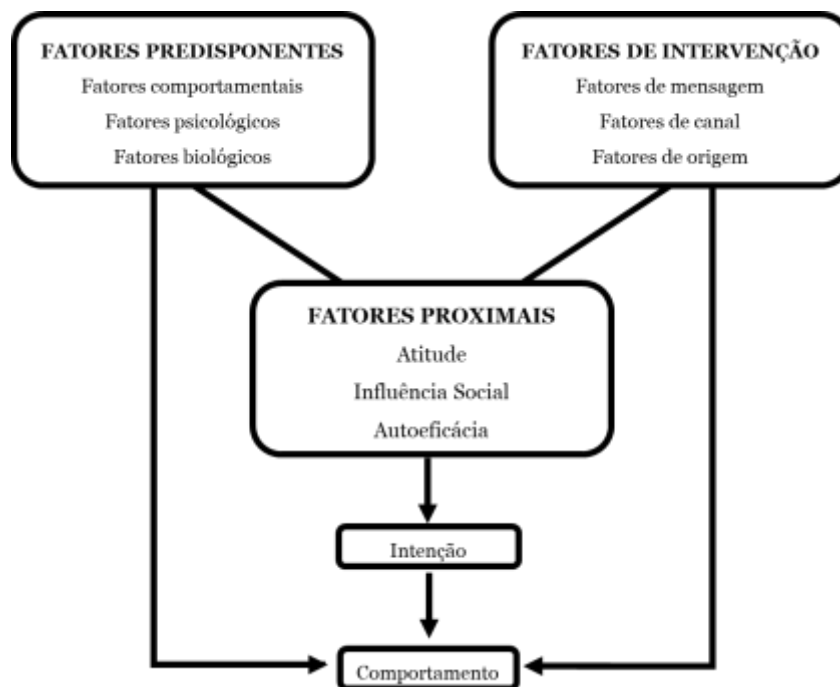 FATORES PREDISPONENTES
Fatores comportamentais
Fatores psicológicos
Fatores biológicos
FATORES DE INTERVENÇÃO
Fatores de mensagem
Fatores de canal
Fatores de origem
FATORES PROXIMAIS
Atitude
Influência Social
Autoeficácia
Intenção
Comportamento